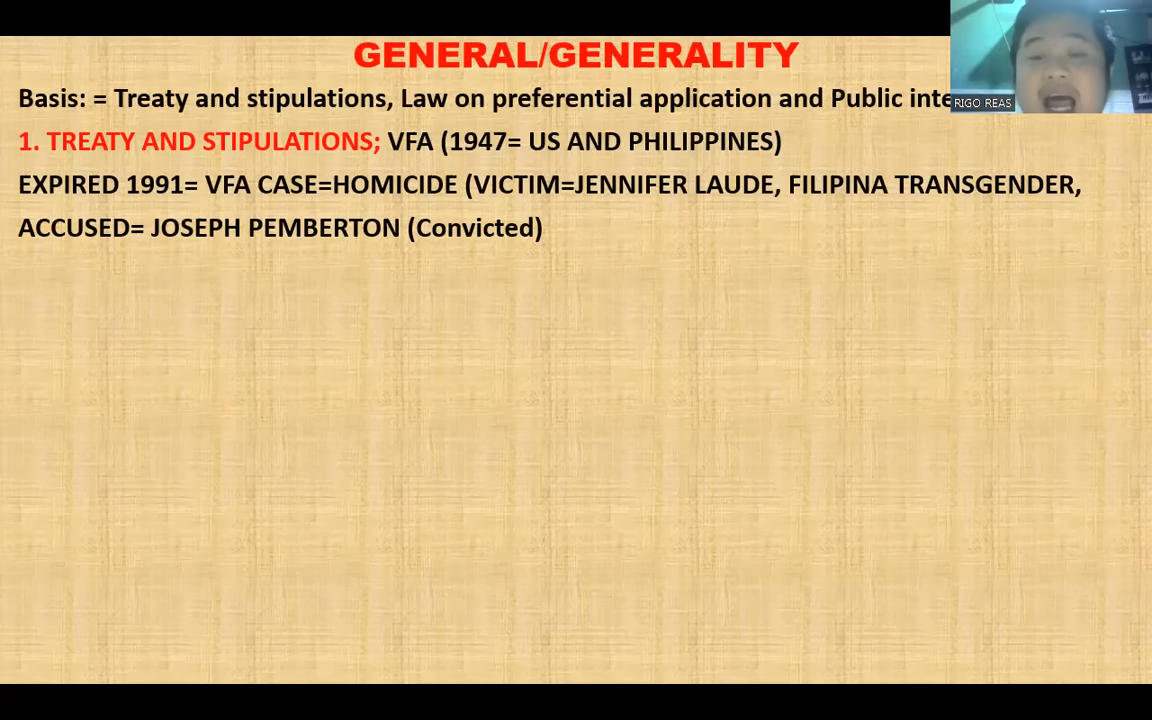 GENERAL/GENERALITY
Basis: = Treaty and stipulations, Law on preferential application and Public inte
RIGO REAS
1. TREATY AND STIPULATIONS; VFA (1947= US AND PHILIPPINES)
EXPIRED 1991= VFA CASE=HOMICIDE (VICTIM=JENNIFER LAUDE, FILIPINA TRANSGENDER,
ACCUSED= JOSEPH PEMBERTON (Convicted)